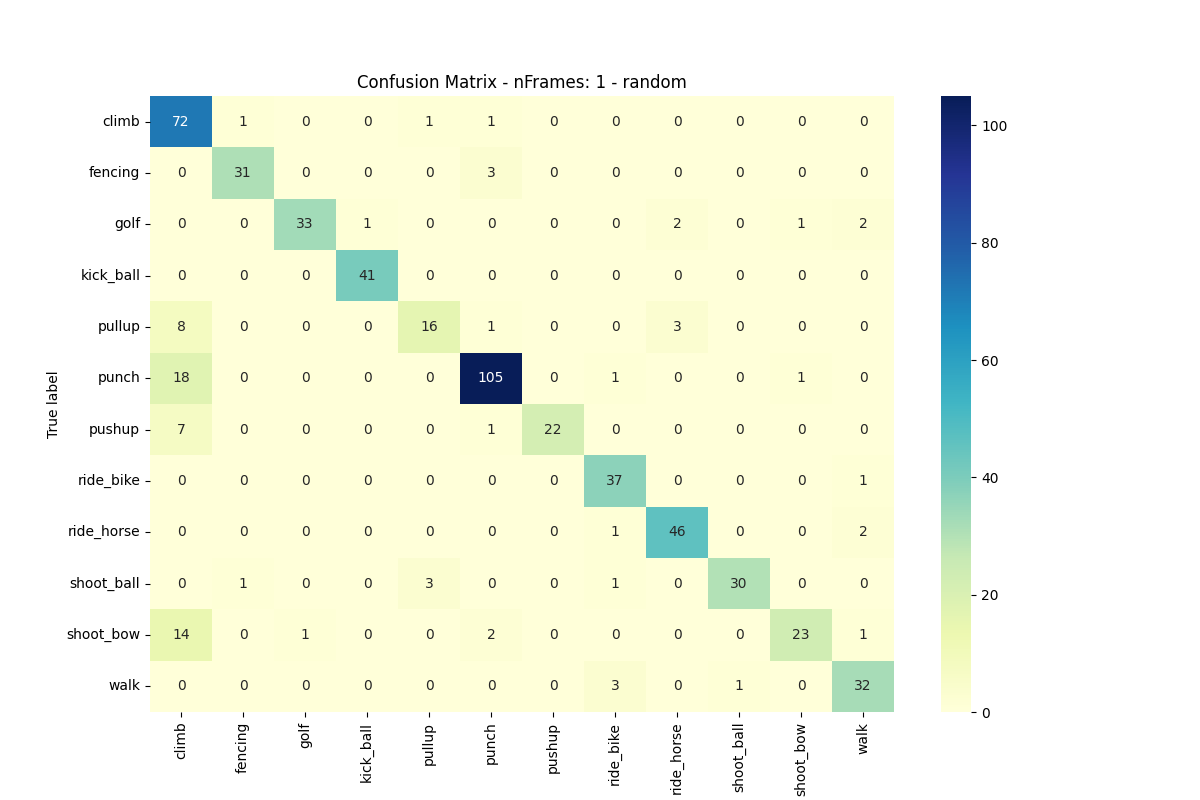 Confusion Matrix - nFrames: 1 - random
True label
climb 72 1 0 0 1 1 0 0 0 0 0 0
fencing 0 31 0 0 0 3 0 0 0 0 0 0
golf 0 0 33 1 0 0 0 0 2 0 1 2
kick_ball 0 0 0 41 0 0 0 0 0 0 0 0
pullup 8 0 0 0 16 1 0 0 3 0 0 0
punch 18 0 0 0 0 105 0 1 0 0 1 0
pushup 7 0 0 0 0 1 22 0 0 0 0 0
ride_bike 0 0 0 0 0 0 0 37 0 0 0 1
ride_horse 0 0 0 0 0 0 0 1 46 0 0 2
shoot_ball 0 1 0 0 3 0 0 1 0 30 0 0
shoot_bow 14 0 1 0 0 2 0 0 0 0 23 1
walk 0 0 0 0 0 0 0 3 0 1 0 32
climb fencing golf kick_ball pullup punch pushup ride_bike ride_horse shoot_ball shoot_bow walk
100
80
60
40
20
0